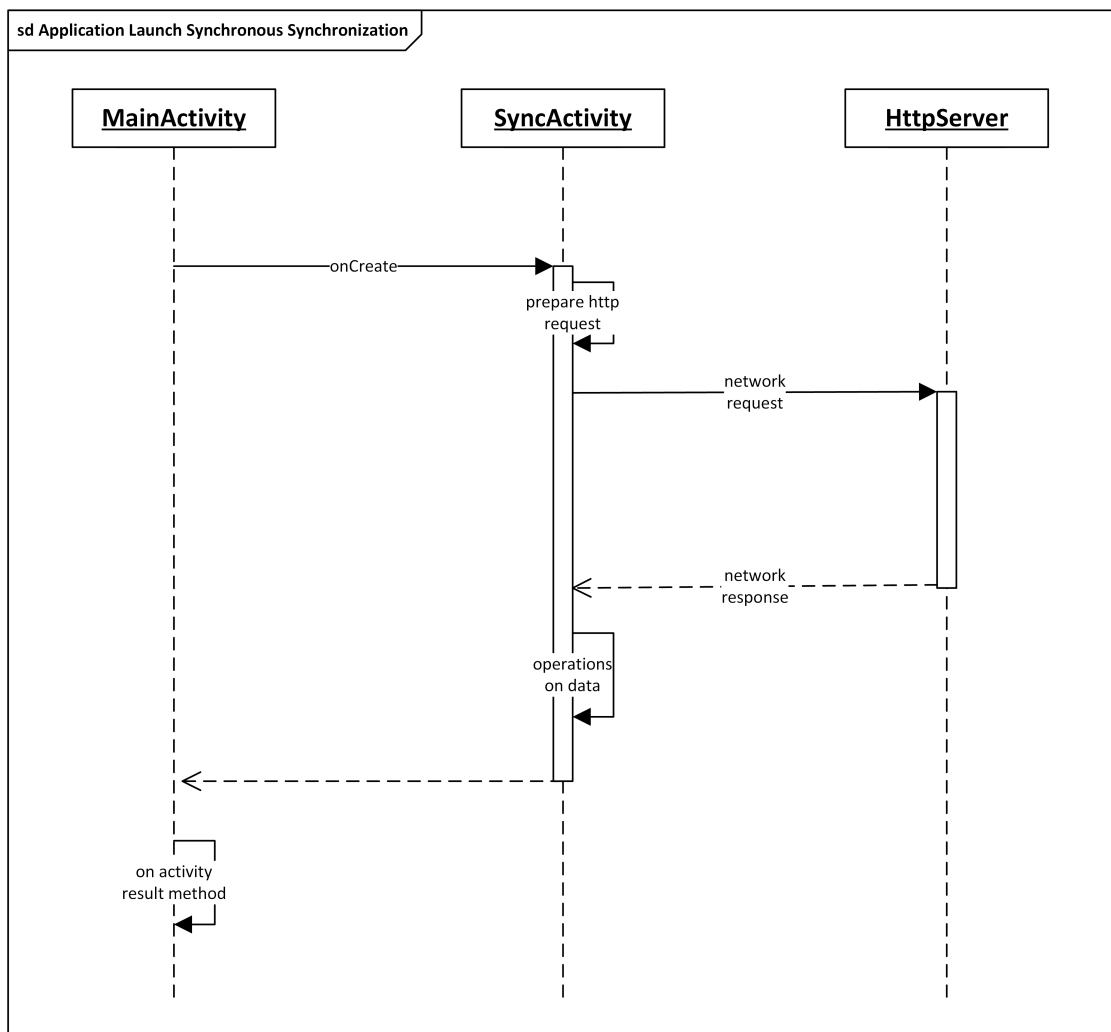 sd Application Launch Synchronous Synchronization
MainActivity
SyncActivity
HttpServer
onCreate
prepare http
request
network
request
network
response
operations
on data
on activity
result method